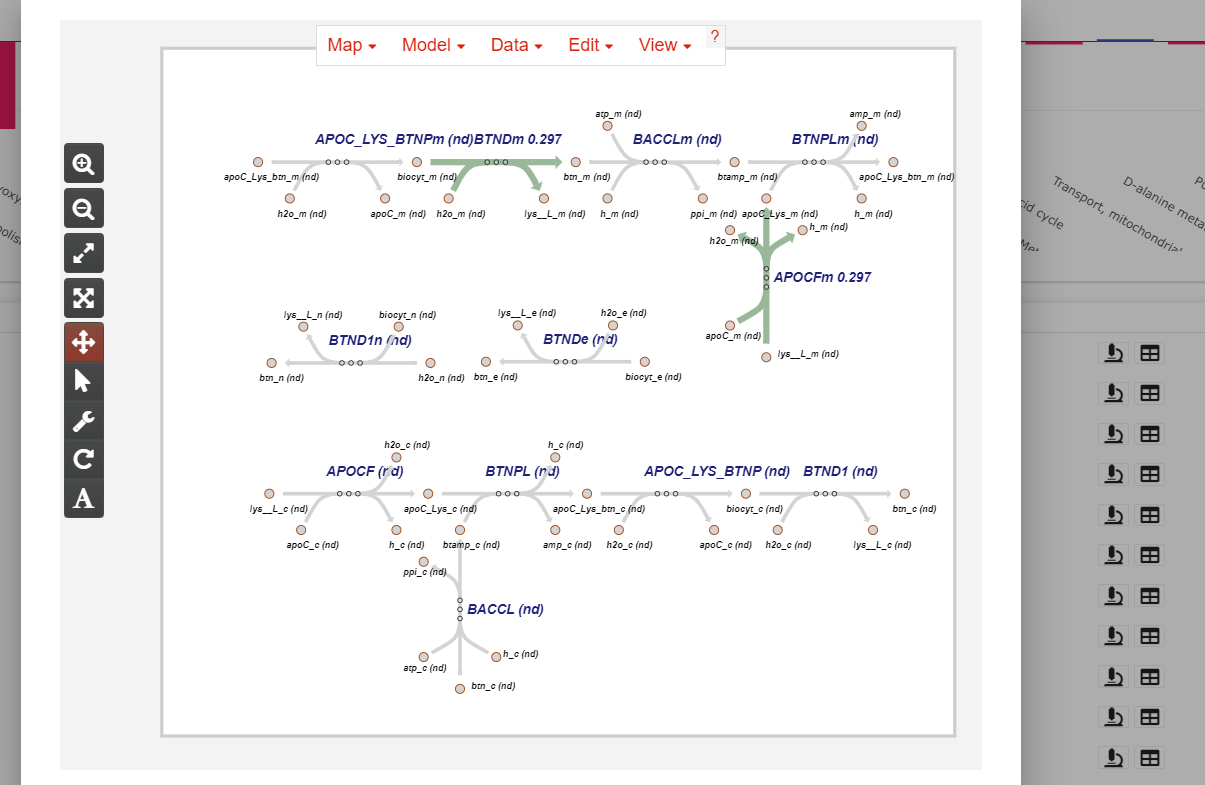 Map Model Data Edit View ?
atp_m (nd) amp_m (nd)
APOC_LYS_BTNPm (nd) BTNDm 0.297 BACCLm (nd) BTNPLm (nd)
apoC_Lys_btn_m (nd) biocyt_m (nd) btn_m (nd) btamp_m (nd) apoC_Lys_btn_m (nd)
h2o_m (nd) apoC_m (nd) h2o_m (nd) lys__L_m (nd) h_m (nd) ppi_m (nd) apoC_Lys_m (nd) h_m (nd)
h_m (nd)
h2o_m (nd)
APOCFm 0.297
apoC_m (nd)
lys__L_m (nd)
lys__L_n (nd) biocyt_n (nd) lys__L_e (nd) h2o_e (nd)
BTND1n (nd) BTNDe (nd)
btn_n (nd) h2o_n (nd) btn_e (nd) biocyt_e (nd)
h2o_c (nd) h_c (nd)
APOCF (nd) BTNPL (nd) APOC_LYS_BTNP (nd) BTND1 (nd)
lys__L_c (nd) apoC_Lys_c (nd) apoC_Lys_btn_c (nd) biocyt_c (nd) btn_c (nd)
apoC_c (nd) h_c (nd) btamp_c (nd) amp_c (nd) h2o_c (nd) apoC_c (nd) h2o_c (nd) lys__L_c (nd)
ppi_c (nd)
BACCL (nd)
h_c (nd)
atp_c (nd)
btn_c (nd)
A
cid cycle
Transport, mitochondrial
D-alanine meta